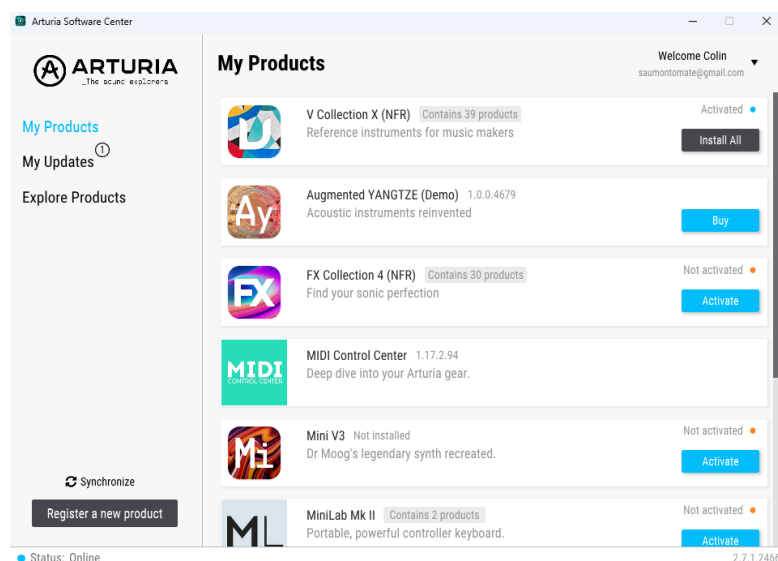 Arturia Software Center
ARTURIA
_The sound explorers
My Products
My Updates 1
Explore Products
Synchronize
Register a new product
Status: Online
My Products
Welcome Colin
saumontomate@gmail.com
V Collection X (NFR) Contains 39 products
Reference instruments for music makers
Activated
Install All
Ay
Augmented YANGTZE (Demo) 1.0.0.4679
Acoustic instruments reinvented
Buy
FX
FX Collection 4 (NFR) Contains 30 products
Find your sonic perfection
Not activated
Activate
MIDI
CONTROL CENTER
MIDI Control Center 1.17.2.94
Deep dive into your Arturia gear.
Mi
Mini V3 Not installed
Dr Moog's legendary synth recreated.
Not activated
Activate
ML
MiniLab Mk II Contains 2 products
Portable, powerful controller keyboard.
Not activated
Activate
2.7.1.2466